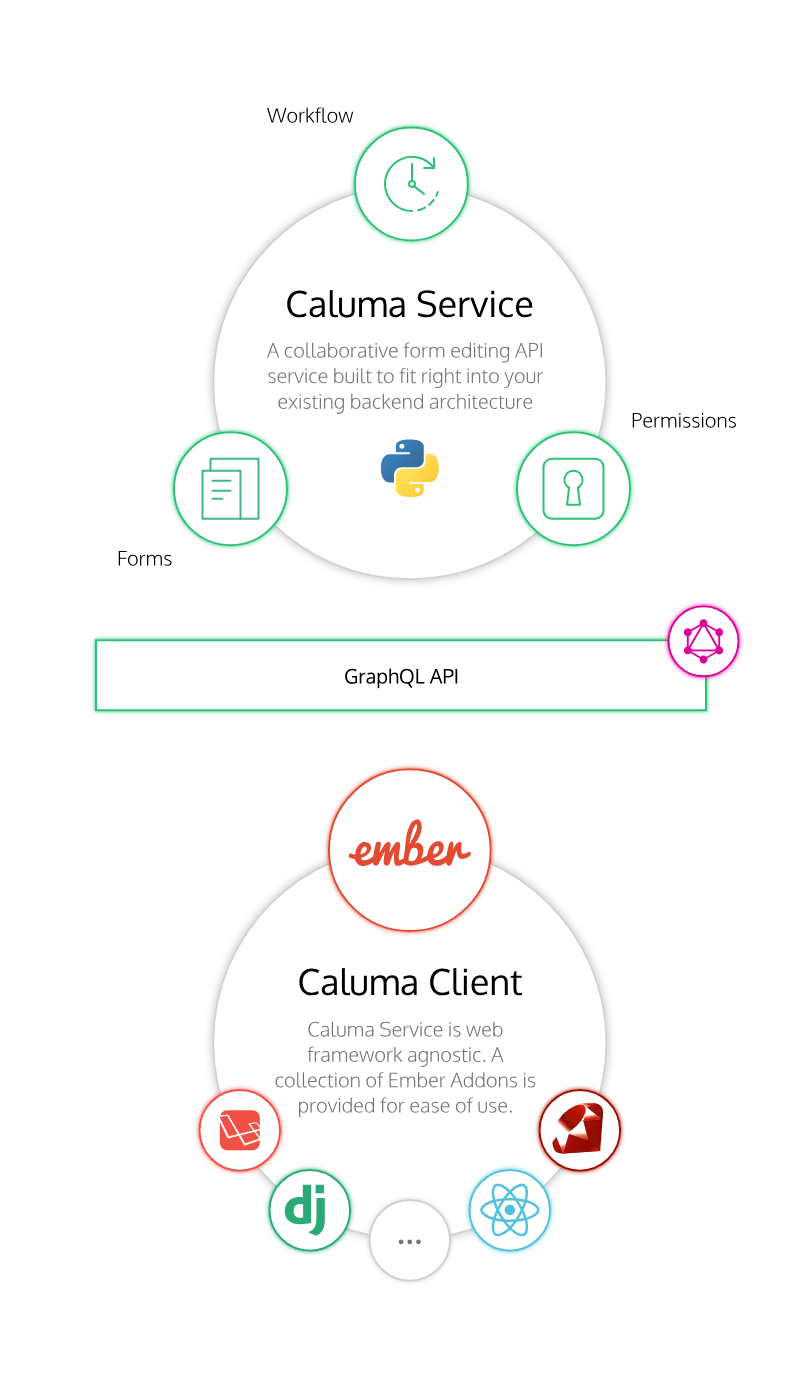 Workflow
Caluma Service
A collaborative form editing API
service built to fit right into your
existing backend architecture
Permissions
Forms
GraphQL API
ember
Caluma Client
Caluma Service is web
framework agnostic. A
collection of Ember Addons is
provided for ease of use.
dj
...